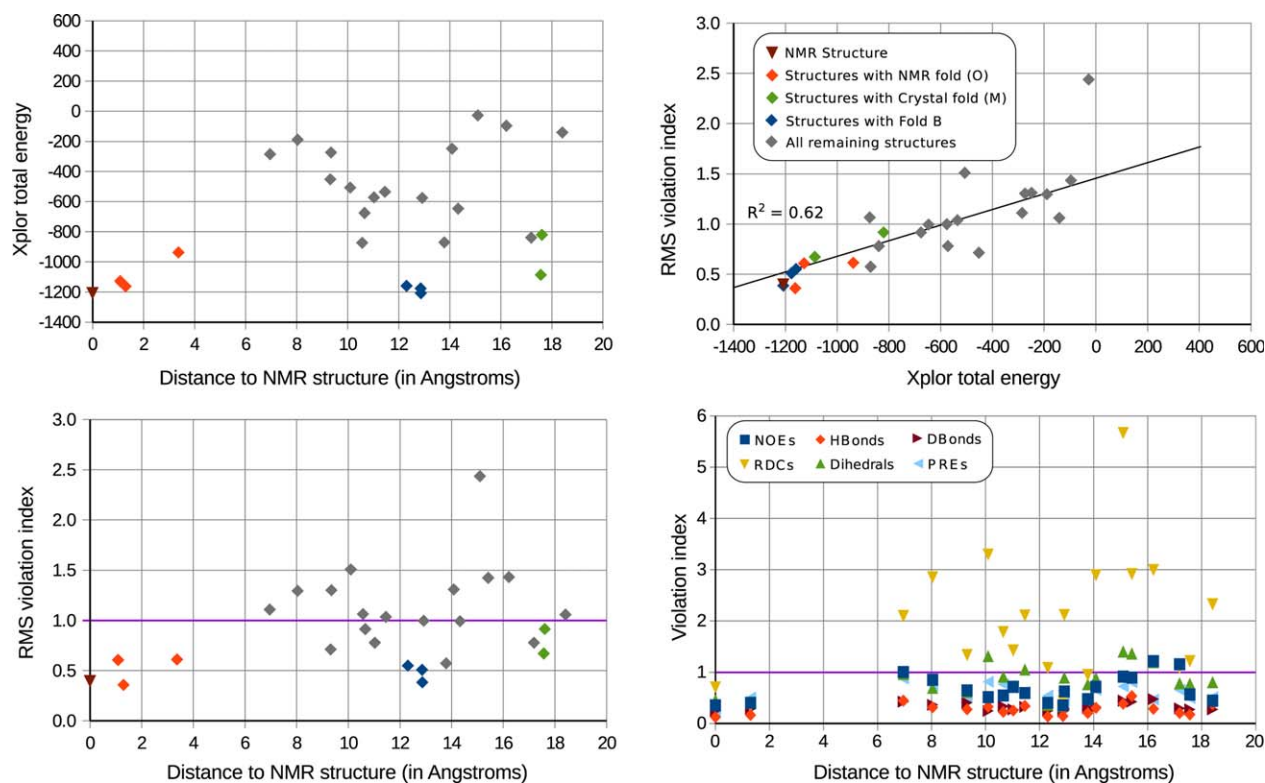 600
400
200
0
-200
-400
-600
-800
-1000
-1200
-1400
Xplor total energy
0 2 4 6 8 10 12 14 16 18 20
Distance to NMR structure (in Angstroms)
3.0
2.5
2.0
1.5
1.0
0.5
0.0
RMS violation index
NMR Structure
Structures with NMR fold (O)
Structures with Crystal fold (M)
Structures with Fold B
All remaining structures
R² = 0.62
-1400 -1200 -1000 -800 -600 -400 -200 0 200 400 600
Xplor total energy
3.0
2.5
2.0
1.5
1.0
0.5
0.0
RMS violation index
0 2 4 6 8 10 12 14 16 18 20
Distance to NMR structure (in Angstroms)
6
5
4
3
2
1
0
Violation index
NOEs HBonds DBonds
RDCs Dihedrals PREs
0 2 4 6 8 10 12 14 16 18 20
Distance to NMR structure (in Angstroms)